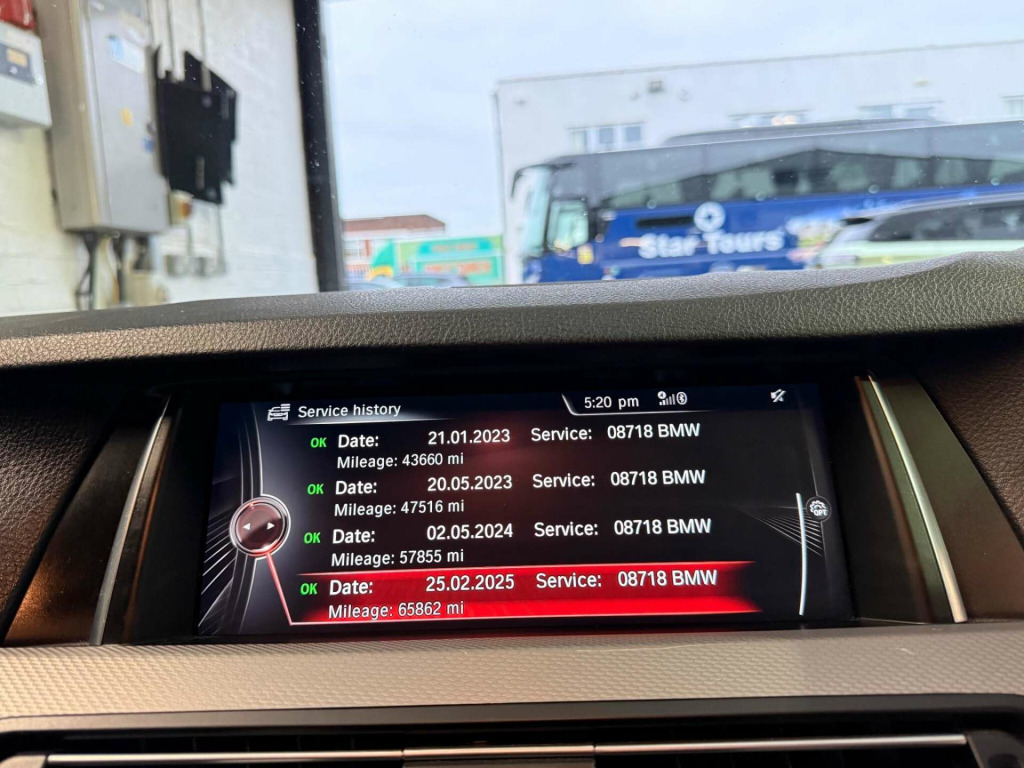 Star Tours
Service history
5:20 pm
OK Date: 21.01.2023 Service: 08718 BMW
Mileage: 43660 mi
OK Date: 20.05.2023 Service: 08718 BMW
Mileage: 47516 mi
OK Date: 02.05.2024 Service: 08718 BMW
Mileage: 57855 mi
OK Date: 25.02.2025 Service: 08718 BMW
Mileage: 65862 mi
OPT